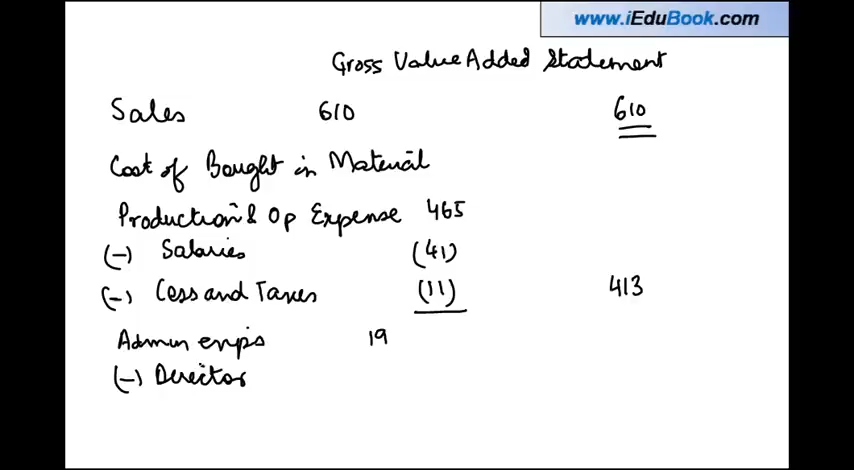 www.iEduBook.com
Gross Value Added Statement
Sales 610 610
Cost of Bought in Material
Production & Op Expense 465
(-) Salaries (41)
(-) Cess and Taxes (11) 413
Admin exps 19
(-) Director